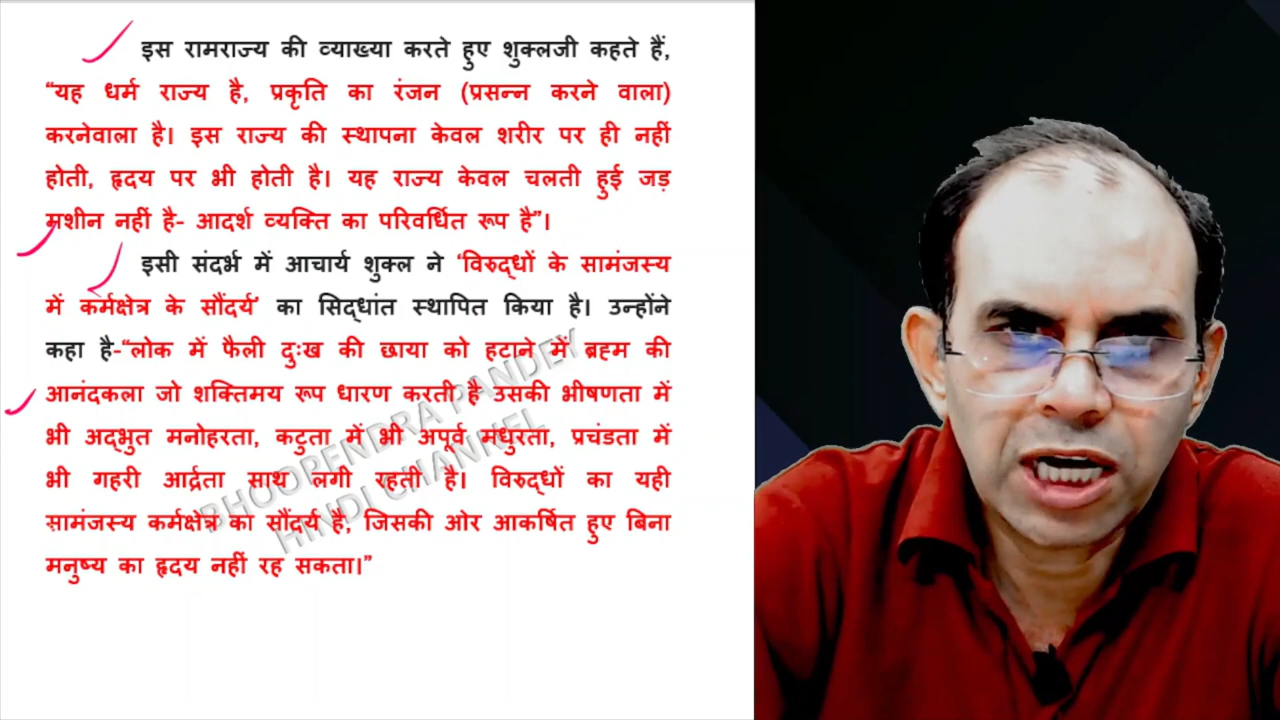 इस रामराज्य की व्याख्या करते हुए शुक्लजी कहते हैं,
“यह धर्म राज्य है, प्रकृति का रंजन (प्रसन्न करने वाला)
करनेवाला है। इस राज्य की स्थापना केवल शरीर पर ही नहीं
होती, हृदय पर भी होती है। यह राज्य केवल चलती हुई जड़
मशीन नहीं है- आदर्श व्यक्ति का परिवर्धित रूप है”।
इसी संदर्भ में आचार्य शुक्ल ने ‘विरुद्धों के सामंजस्य
में कर्मक्षेत्र के सौंदर्य’ का सिद्धांत स्थापित किया है। उन्होंने
कहा है-“लोक में फैली दुःख की छाया को हटाने में ब्रह्म की
आनंदकला जो शक्तिमय रूप धारण करती है उसकी भीषणता में
भी अद्भुत मनोहरता, कटुता में भी अपूर्व मधुरता, प्रचंडता में
भी गहरी आर्द्रता साथ लगी रहती है। विरुद्धों का यही
सामंजस्य कर्मक्षेत्र का सौंदर्य है, जिसकी ओर आकर्षित हुए बिना
मनुष्य का हृदय नहीं रह सकता।”
BHOOPENDRA PANDEY
HINDI CHANNEL